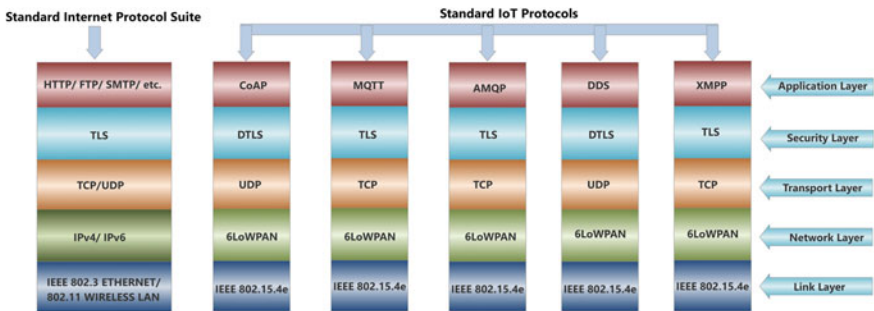 Standard Internet Protocol Suite
Standard IoT Protocols
HTTP/ FTP/ SMTP/ etc.
CoAP
MQTT
AMQP
DDS
XMPP
Application Layer
TLS
DTLS
TLS
TLS
DTLS
TLS
Security Layer
TCP/UDP
UDP
TCP
TCP
UDP
TCP
Transport Layer
IPv4/ IPv6
6LoWPAN
6LoWPAN
6LoWPAN
6LoWPAN
6LoWPAN
Network Layer
IEEE 802.3 ETHERNET/
802.11 WIRELESS LAN
IEEE 802.15.4e
IEEE 802.15.4e
IEEE 802.15.4e
IEEE 802.15.4e
IEEE 802.15.4e
Link Layer